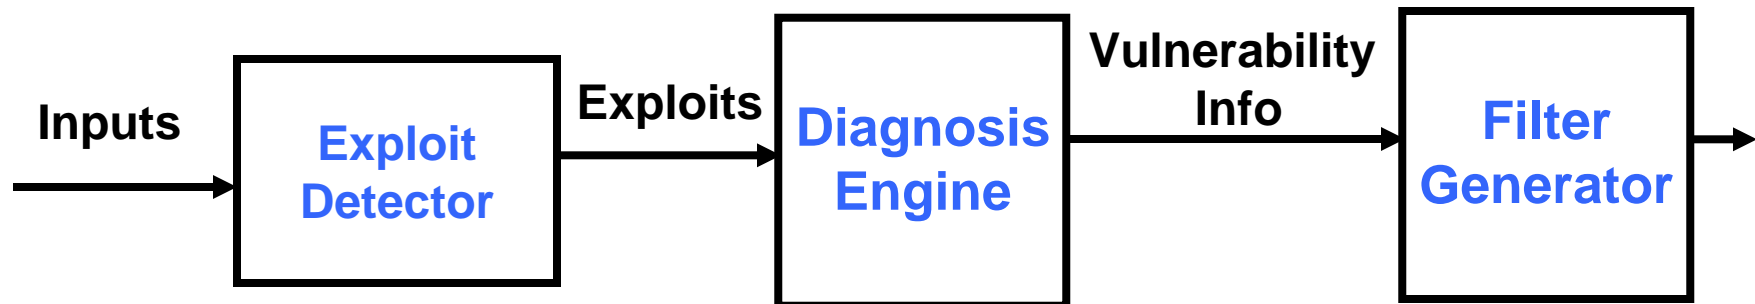 Inputs
Exploit
Detector
Exploits
Diagnosis
Engine
Vulnerability
Info
Filter
Generator